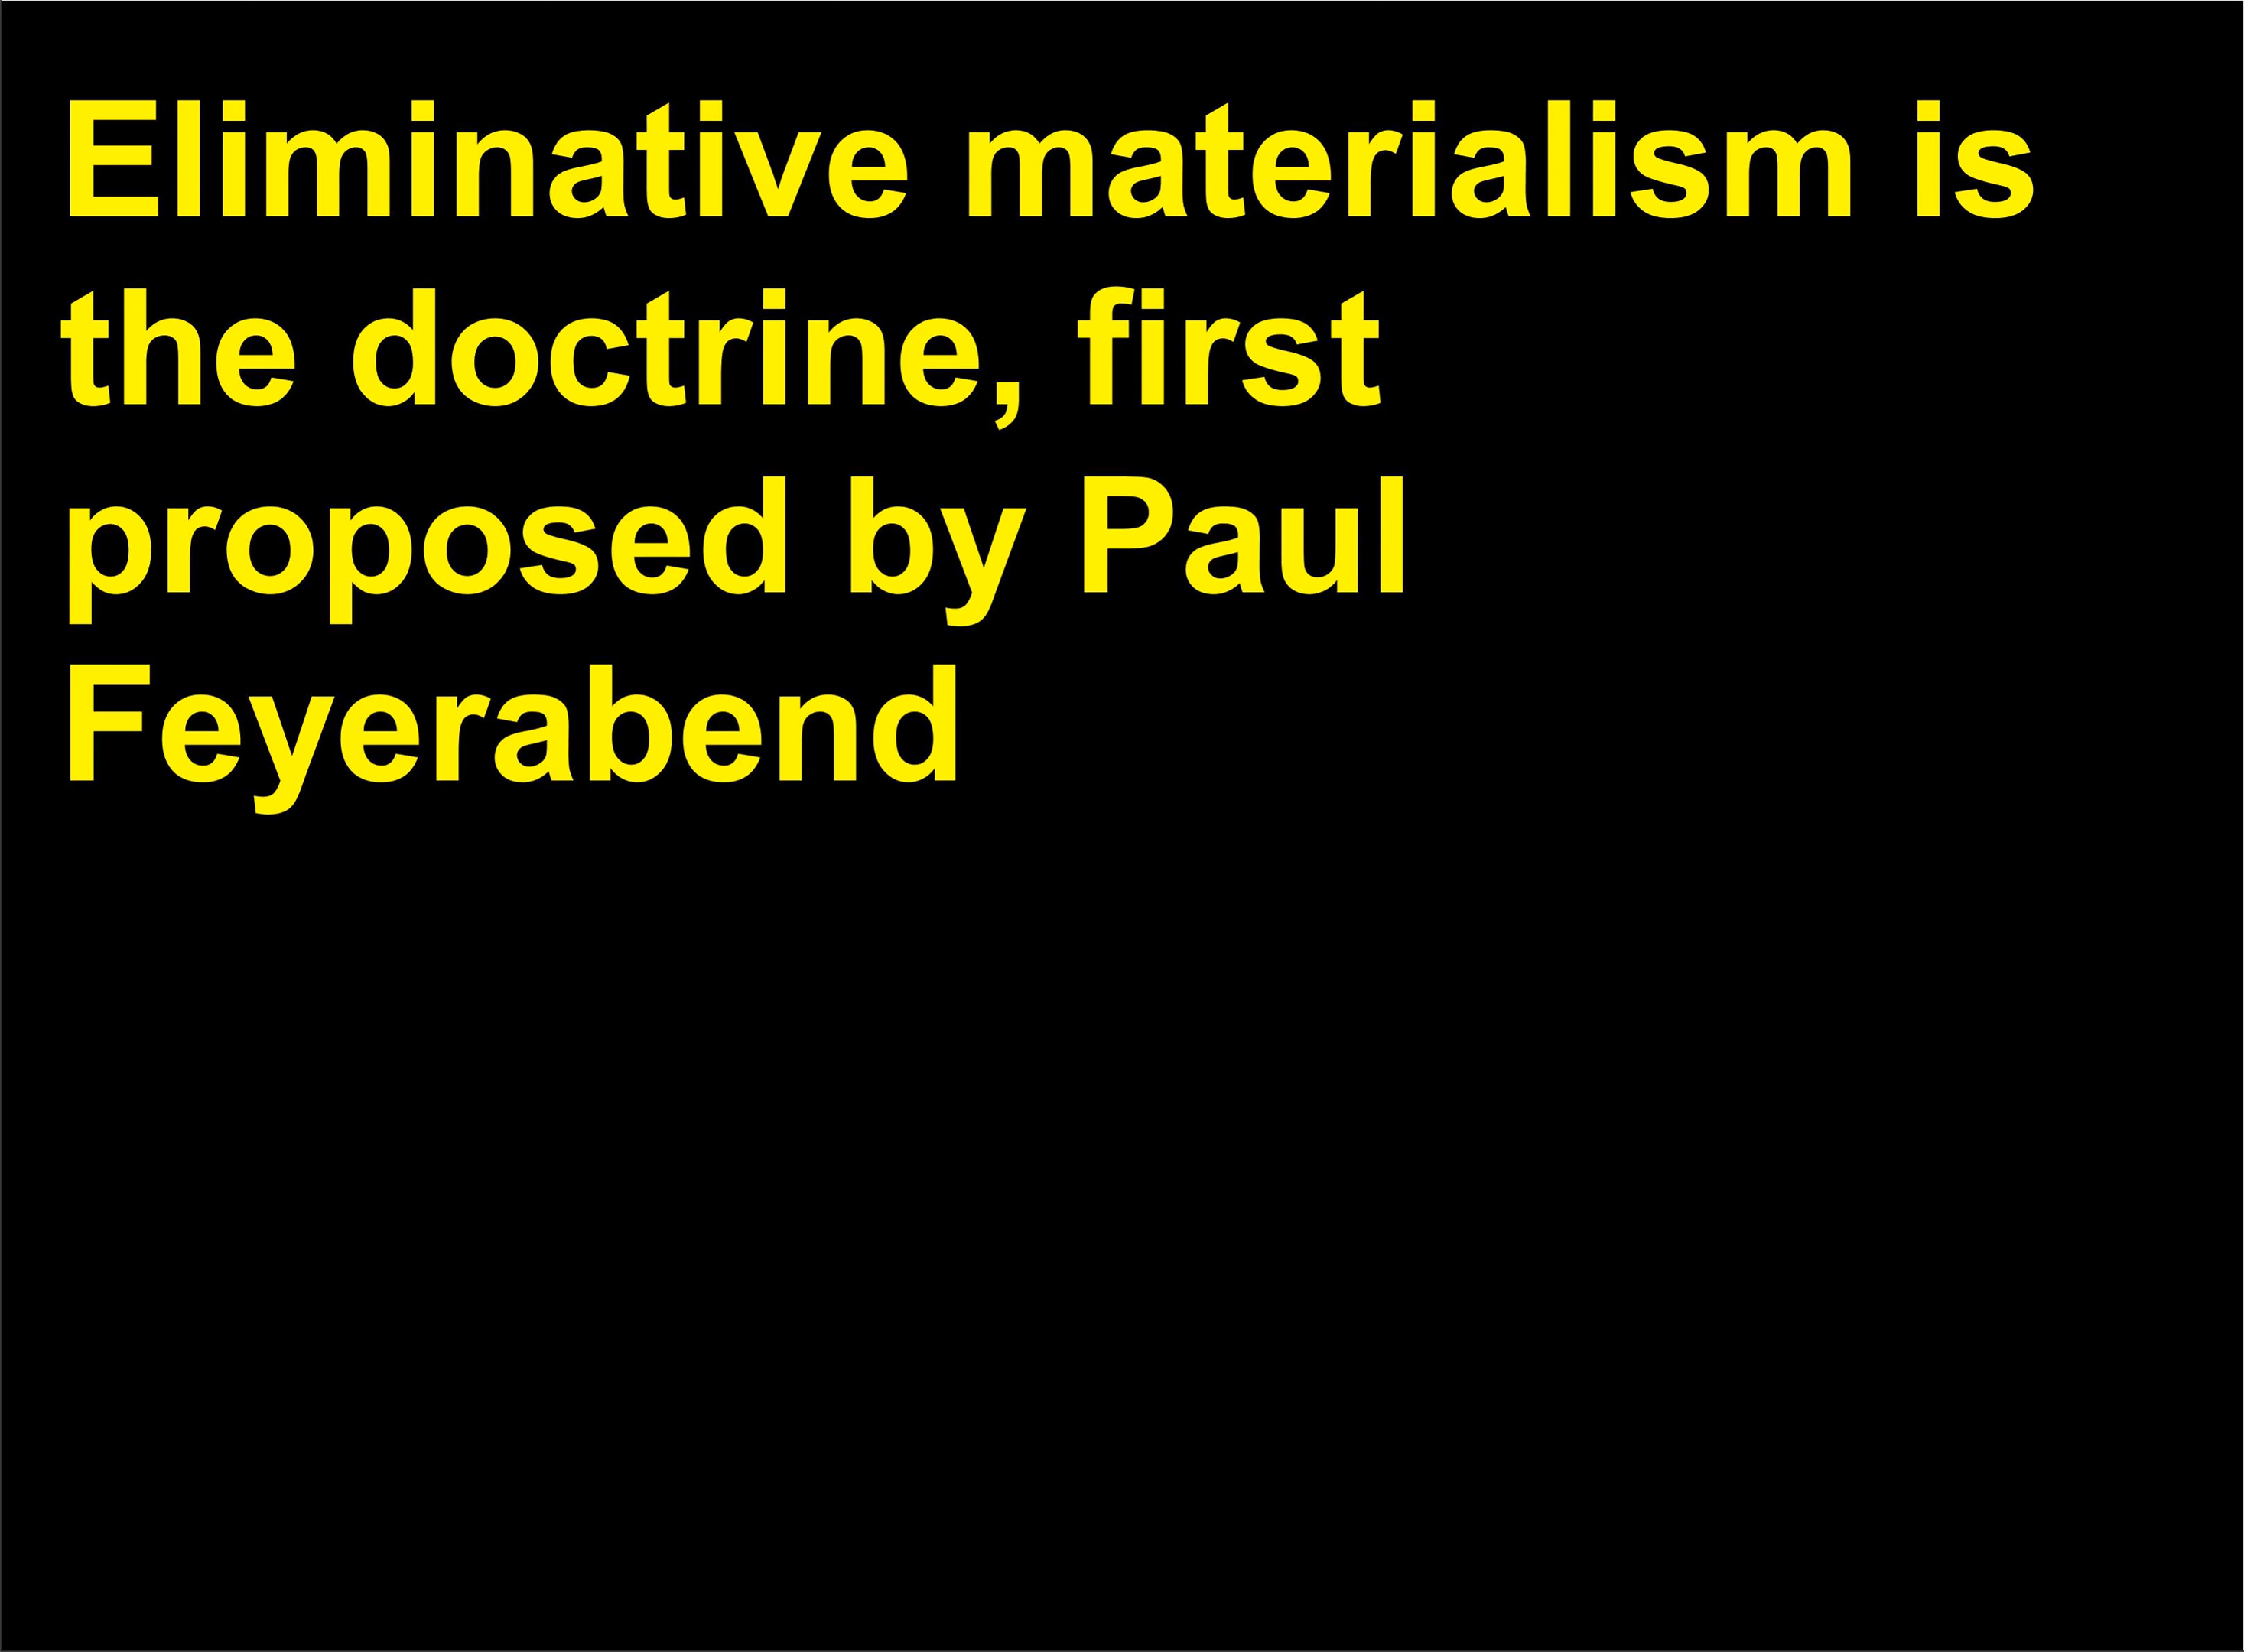 Eliminative materialism is
the doctrine, first
proposed by Paul
Feyerabend